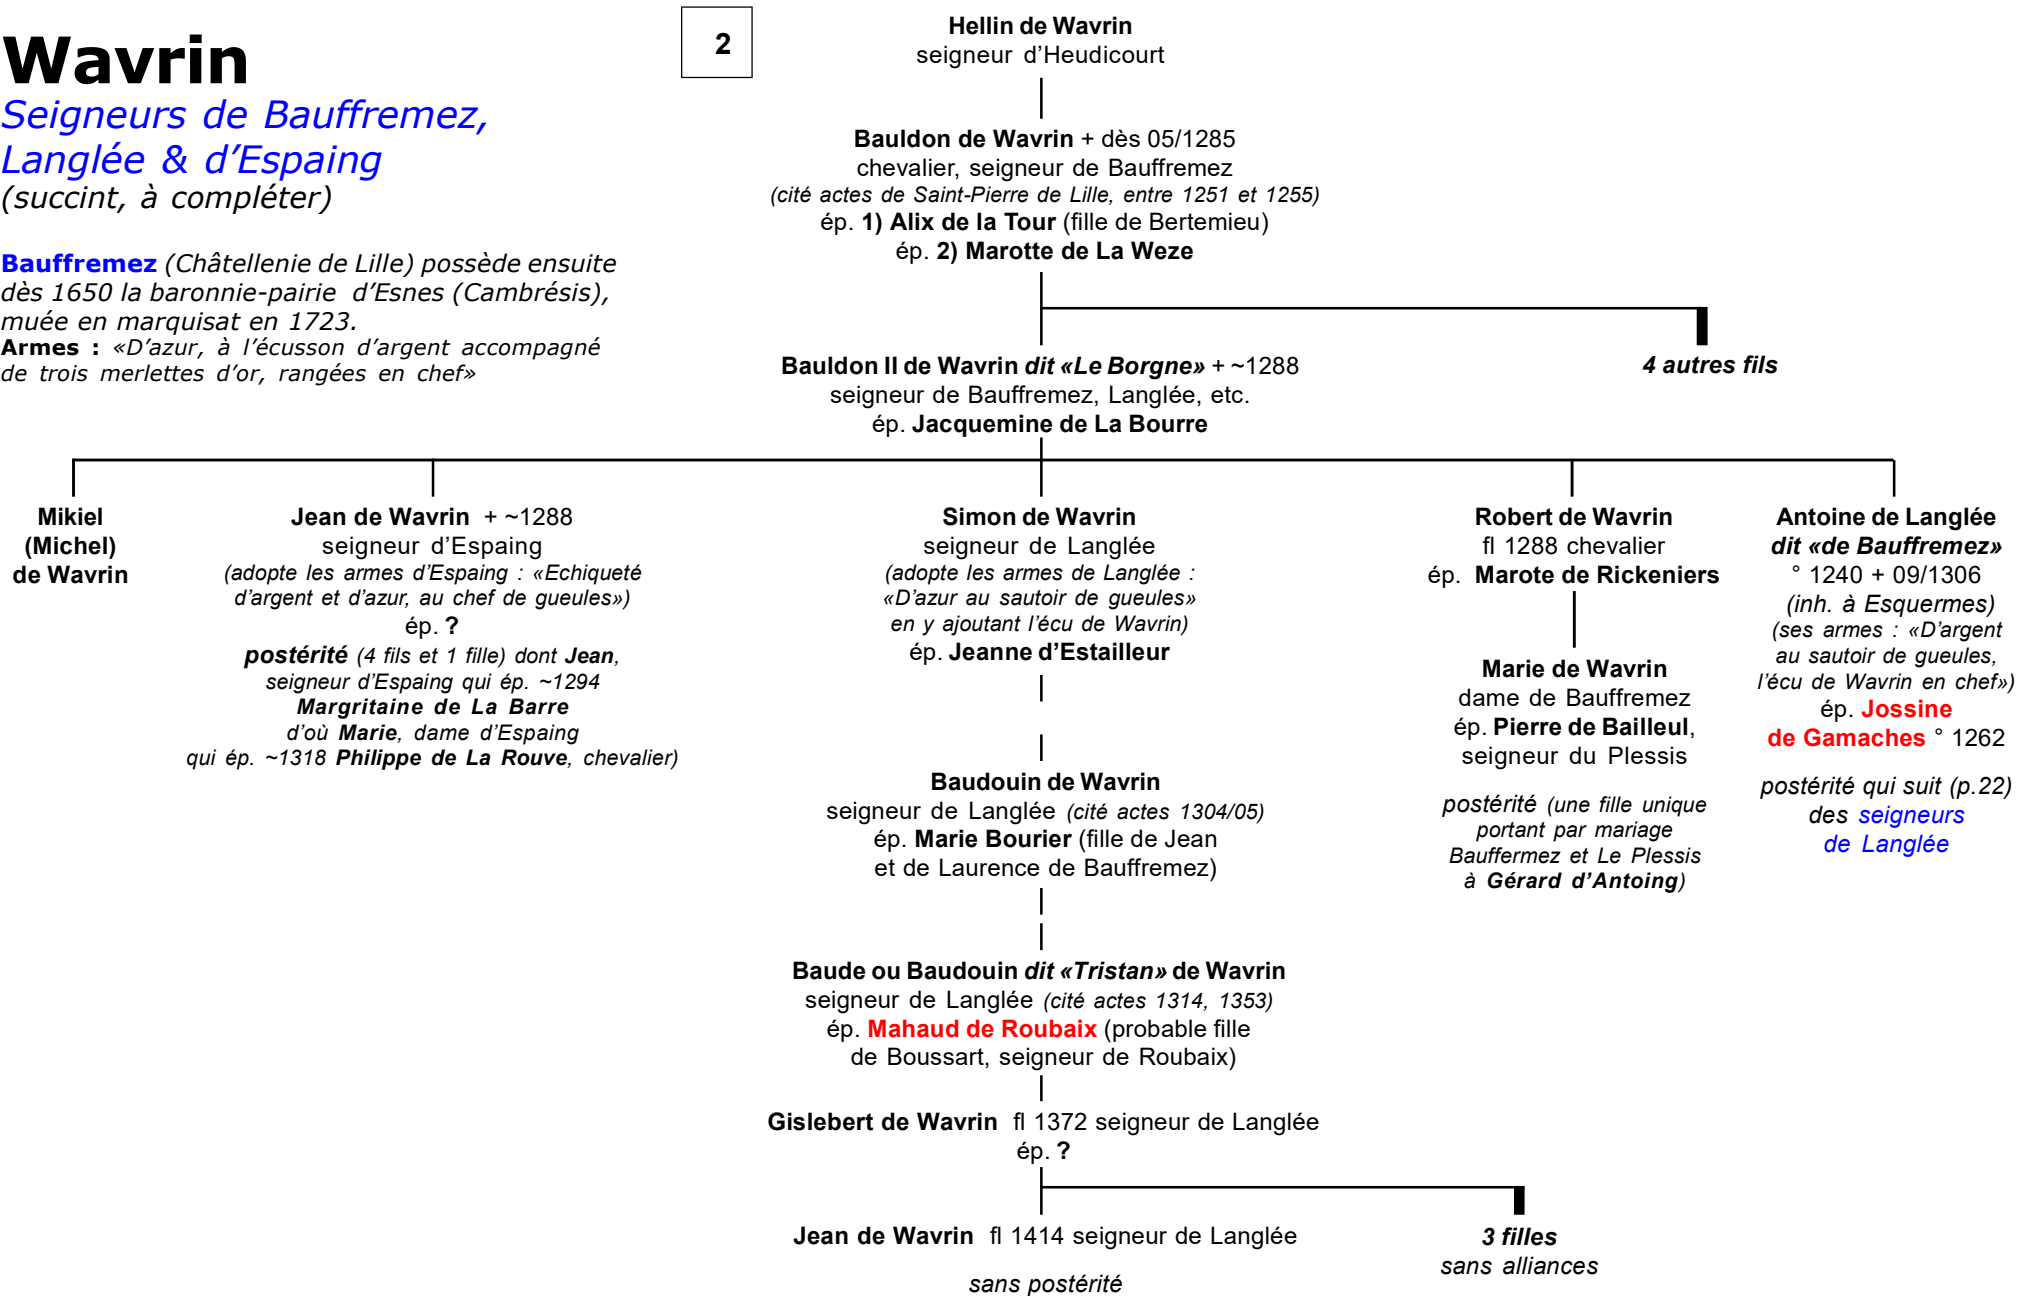 Wavrin
Seigneurs de Bauffremez,
Langlée & d’Espaing
(succint, à compléter)
Bauffremez (Châtellenie de Lille) possède ensuite
dès 1650 la baronnie-pairie d’Esnes (Cambrésis),
muée en marquisat en 1723.
Armes : «D’azur, à l’écusson d’argent accompagné
de trois merlettes d’or, rangées en chef»
2
Hellin de Wavrin
seigneur d’Heudicourt
Bauldon de Wavrin + dès 05/1285
chevalier, seigneur de Bauffremez
(cité actes de Saint-Pierre de Lille, entre 1251 et 1255)
ép. 1) Alix de la Tour (fille de Bertemieu)
ép. 2) Marotte de La Weze
Bauldon II de Wavrin dit «Le Borgne» + ~1288
seigneur de Bauffremez, Langlée, etc.
ép. Jacquemine de La Bourre
4 autres fils
Mikiel
(Michel)
de Wavrin
Jean de Wavrin + ~1288
seigneur d’Espaing
(adopte les armes d’Espaing : «Echiqueté
d’argent et d’azur, au chef de gueules»)
ép. ?
postérité (4 fils et 1 fille) dont Jean,
seigneur d’Espaing qui ép. ~1294
Margritaine de La Barre
d’où Marie, dame d’Espaing
qui ép. ~1318 Philippe de La Rouve, chevalier)
Simon de Wavrin
seigneur de Langlée
(adopte les armes de Langlée :
«D’azur au sautoir de gueules»
en y ajoutant l’écu de Wavrin)
ép. Jeanne d’Estailleur
Baudouin de Wavrin
seigneur de Langlée (cité actes 1304/05)
ép. Marie Bourier (fille de Jean
et de Laurence de Bauffremez)
Baude ou Baudouin dit «Tristan» de Wavrin
seigneur de Langlée (cité actes 1314, 1353)
ép. Mahaud de Roubaix (probable fille
de Boussart, seigneur de Roubaix)
Gislebert de Wavrin fl 1372 seigneur de Langlée
ép. ?
Jean de Wavrin fl 1414 seigneur de Langlée
sans postérité
3 filles
sans alliances
Robert de Wavrin
fl 1288 chevalier
ép. Marote de Rickeniers
Marie de Wavrin
dame de Bauffremez
ép. Pierre de Bailleul,
seigneur du Plessis
postérité (une fille unique
portant par mariage
Bauffermez et Le Plessis
à Gérard d’Antoing)
Antoine de Langlée
dit «de Bauffremez»
° 1240 + 09/1306
(inh. à Esquermes)
(ses armes : «D’argent
au sautoir de gueules,
l’écu de Wavrin en chef»)
ép. Jossine
de Gamaches ° 1262
postérité qui suit (p.22)
des seigneurs
de Langlée